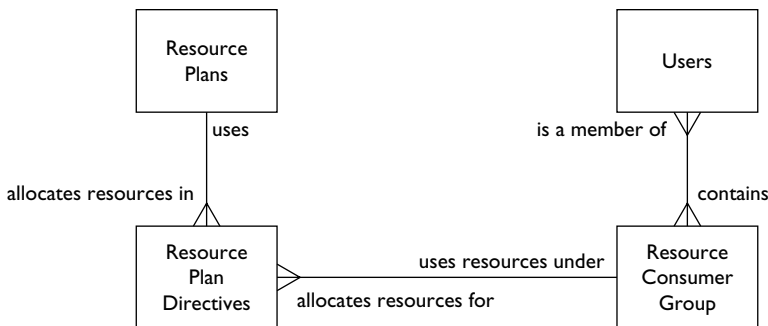 Resource
Plans
Users
uses
is a member of
allocates resources in
contains
Resource
Plan
Directives
uses resources under
allocates resources for
Resource
Consumer
Group